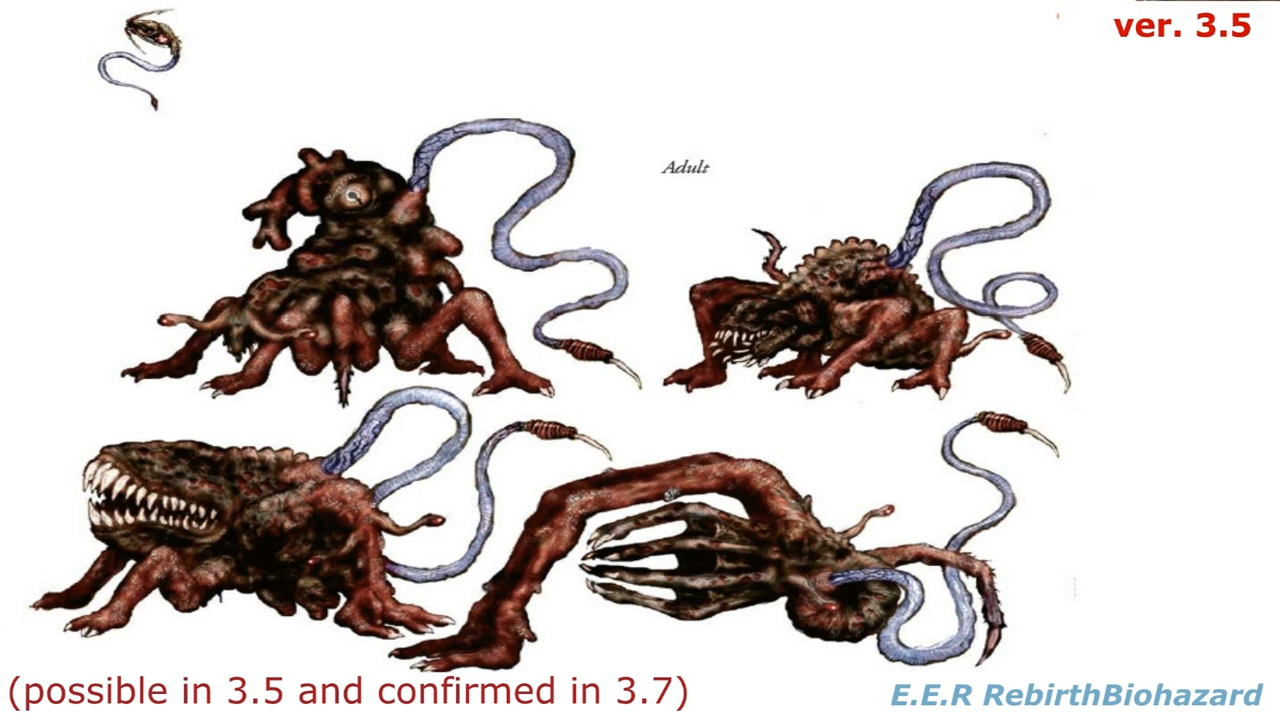 ver. 3.5
Adult
(possible in 3.5 and confirmed in 3.7)
E.E.R RebirthBiohazard